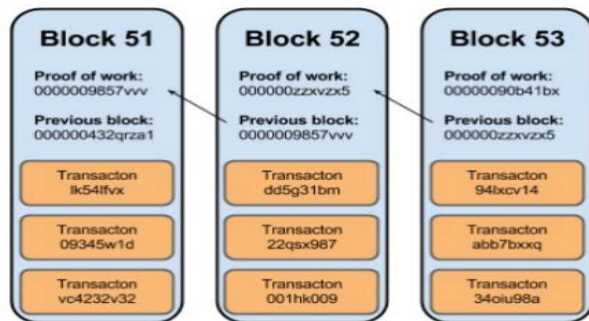 Block 51
Proof of work:
0000009857vvv
Previous block:
000000432qrza1
Transacton
lk54lfvx
Transacton
09345w1d
Transacton
vc4232v32
Block 52
Proof of work:
000000zzxvzx5
Previous block:
0000009857vvv
Transacton
dd5g31bm
Transacton
22qsx987
Transacton
001hk009
Block 53
Proof of work:
00000090b41bx
Previous block:
000000zzxvzx5
Transacton
94lxcv14
Transacton
abb7bxxq
Transacton
34oiu98a